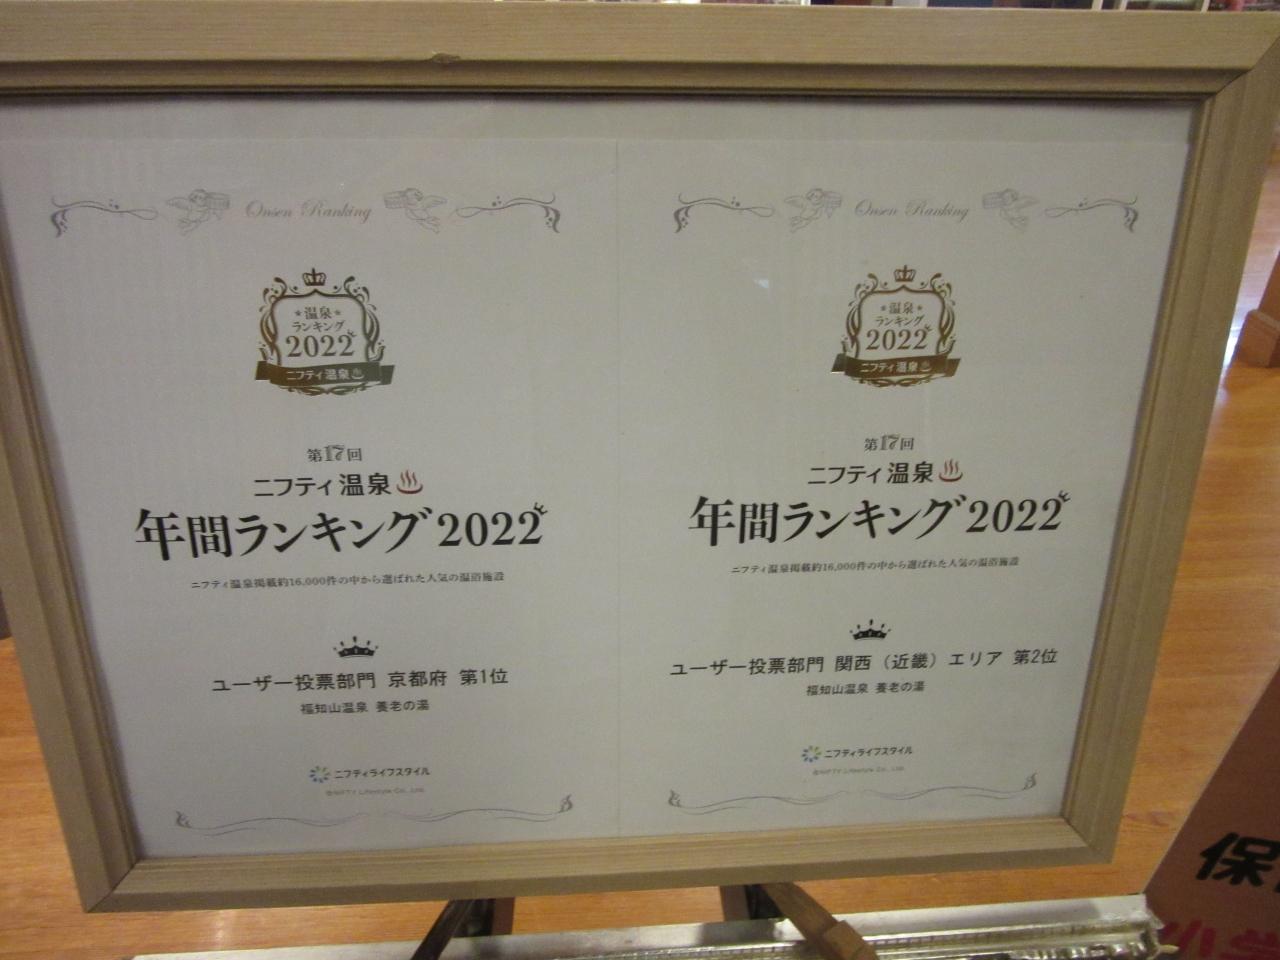 Onsen Ranking
温泉
ランキング
2022
ニフティ温泉
第17回
ニフティ温泉
年間ランキング2022
ニフティ温泉掲載約16,000件の中から選ばれた人気の温浴施設
ユーザー投票部門 京都府 第1位
福知山温泉 養老の湯
ニフティライフスタイル
©NIFTY Lifestyle Co., Ltd.
Onsen Ranking
温泉
ランキング
2022
ニフティ温泉
第17回
ニフティ温泉
年間ランキング2022
ニフティ温泉掲載約16,000件の中から選ばれた人気の温浴施設
ユーザー投票部門 関西（近畿）エリア 第2位
福知山温泉 養老の湯
ニフティライフスタイル
©NIFTY Lifestyle Co., Ltd.
保